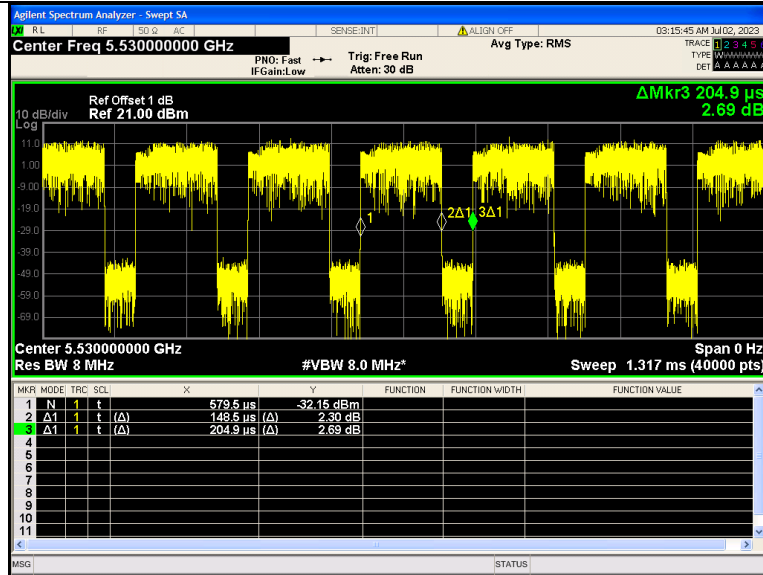 Agilent Spectrum Analyzer - Swept SA
LXI RL RF 50 Ω AC SENSE:INT ALIGN OFF 03:15:45 AM Jul 02, 2023
Center Freq 5.530000000 GHz Avg Type: RMS TRACE 1 2 3 4 5
PNO: Fast Trig: Free Run TYPE
IFGain:Low Atten: 30 dB DET A A A A A
ΔMkr3 204.9 µs
2.69 dB
Ref Offset 1 dB
10 dB/div Ref 21.00 dBm
Log
11.0
1.00
-9.00
-19.0
-29.0
-39.0
-49.0
-59.0
-69.0
1 2Δ1 3Δ1
Center 5.530000000 GHz Span 0 Hz
Res BW 8 MHz #VBW 8.0 MHz* Sweep 1.317 ms (40000 pts)
MKR MODE TRC SCL X Y FUNCTION FUNCTION WIDTH FUNCTION VALUE
1 N 1 t 579.5 µs -32.15 dBm
2 Δ1 1 t (Δ) 148.5 µs (Δ) 2.30 dB
3 Δ1 1 t (Δ) 204.9 µs (Δ) 2.69 dB
4
5
6
7
8
9
10
11
MSG STATUS